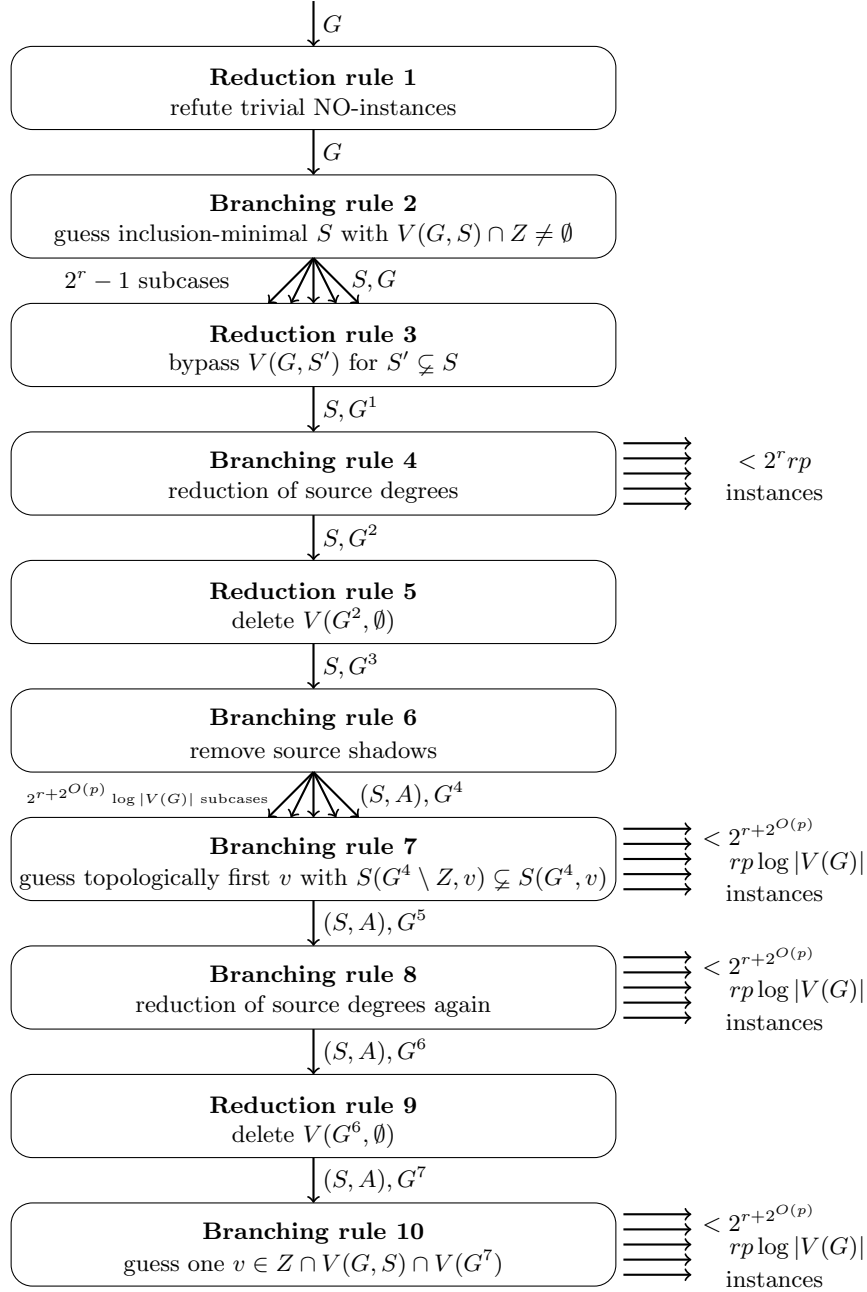 G
Reduction rule 1
refute trivial NO-instances
G
Branching rule 2
guess inclusion-minimal S with V(G, S) ∩ Z ≠ ∅
2^r − 1 subcases
S, G
Reduction rule 3
bypass V(G, S′) for S′ ⊊ S
S, G^1
Branching rule 4
reduction of source degrees
< 2^r rp
instances
S, G^2
Reduction rule 5
delete V(G^2, ∅)
S, G^3
Branching rule 6
remove source shadows
2^{r+2^{O(p)}} log |V(G)| subcases
(S, A), G^4
Branching rule 7
guess topologically first v with S(G^4 \ Z, v) ⊊ S(G^4, v)
< 2^{r+2^{O(p)}}
rp log |V(G)|
instances
(S, A), G^5
Branching rule 8
reduction of source degrees again
< 2^{r+2^{O(p)}}
rp log |V(G)|
instances
(S, A), G^6
Reduction rule 9
delete V(G^6, ∅)
(S, A), G^7
Branching rule 10
guess one v ∈ Z ∩ V(G, S) ∩ V(G^7)
< 2^{r+2^{O(p)}}
rp log |V(G)|
instances